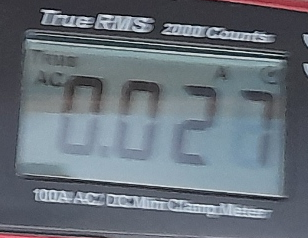 True RMS 2000 Counts
True
AC
A
0.027
100A AC/DC Mini Clamp Meter